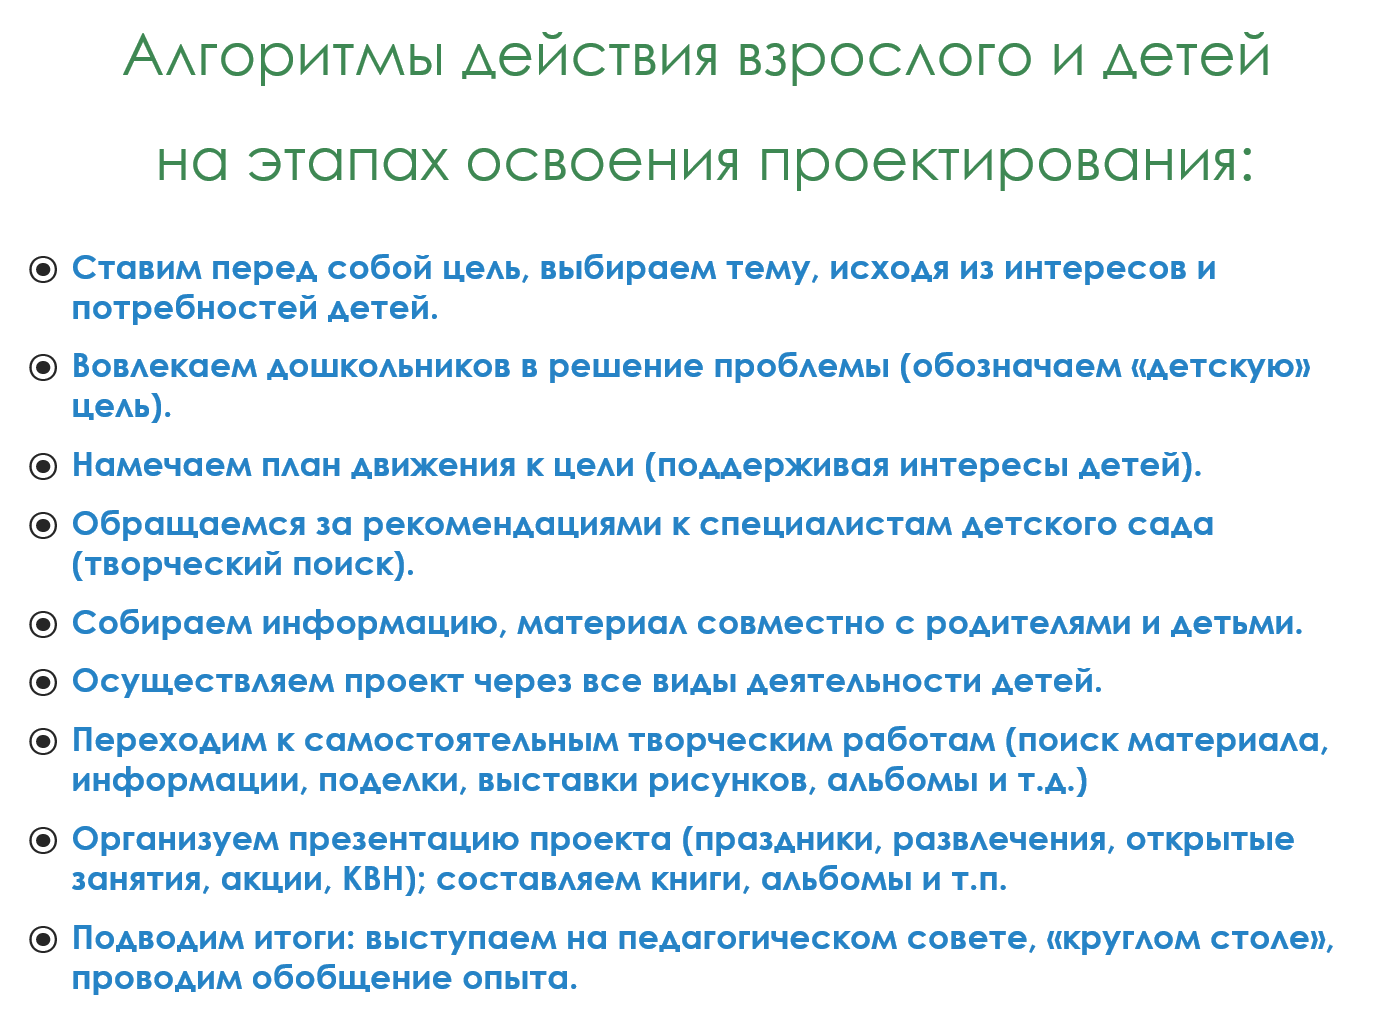 Алгоритмы действия взрослого и детей
на этапах освоения проектирования:
Ставим перед собой цель, выбираем тему, исходя из интересов и
потребностей детей.
Вовлекаем дошкольников в решение проблемы (обозначаем «детскую»
цель).
Намечаем план движения к цели (поддерживая интересы детей).
Обращаемся за рекомендациями к специалистам детского сада
(творческий поиск).
Собираем информацию, материал совместно с родителями и детьми.
Осуществляем проект через все виды деятельности детей.
Переходим к самостоятельным творческим работам (поиск материала,
информации, поделки, выставки рисунков, альбомы и т.д.)
Организуем презентацию проекта (праздники, развлечения, открытые
занятия, акции, КВН); составляем книги, альбомы и т.п.
Подводим итоги: выступаем на педагогическом совете, «круглом столе»,
проводим обобщение опыта.